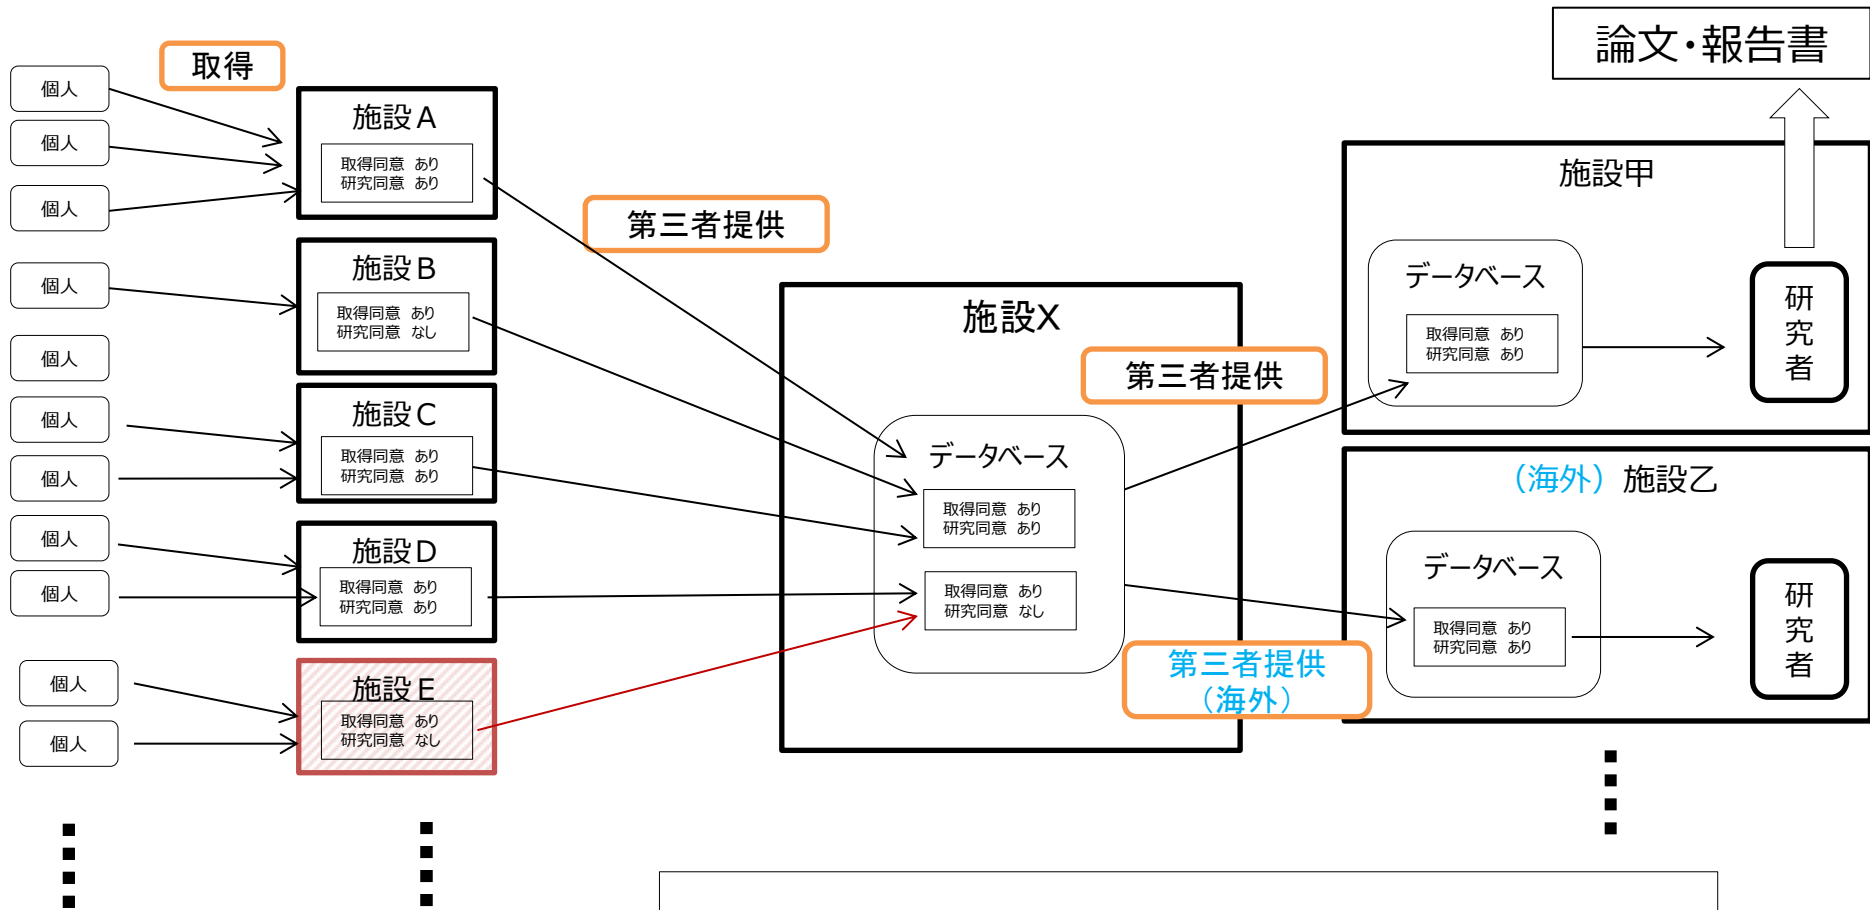 論文・報告書
取得
個人
個人
個人
個人
個人
個人
個人
個人
個人
個人
個人
施設A
取得同意 あり
研究同意 あり
施設B
取得同意 あり
研究同意 なし
施設C
取得同意 あり
研究同意 あり
施設D
取得同意 あり
研究同意 あり
施設E
取得同意 あり
研究同意 なし
第三者提供
施設X
データベース
取得同意 あり
研究同意 あり
取得同意 あり
研究同意 なし
第三者提供
第三者提供
（海外）
施設甲
データベース
取得同意 あり
研究同意 あり
研究者
（海外）施設乙
データベース
取得同意 あり
研究同意 あり
研究者